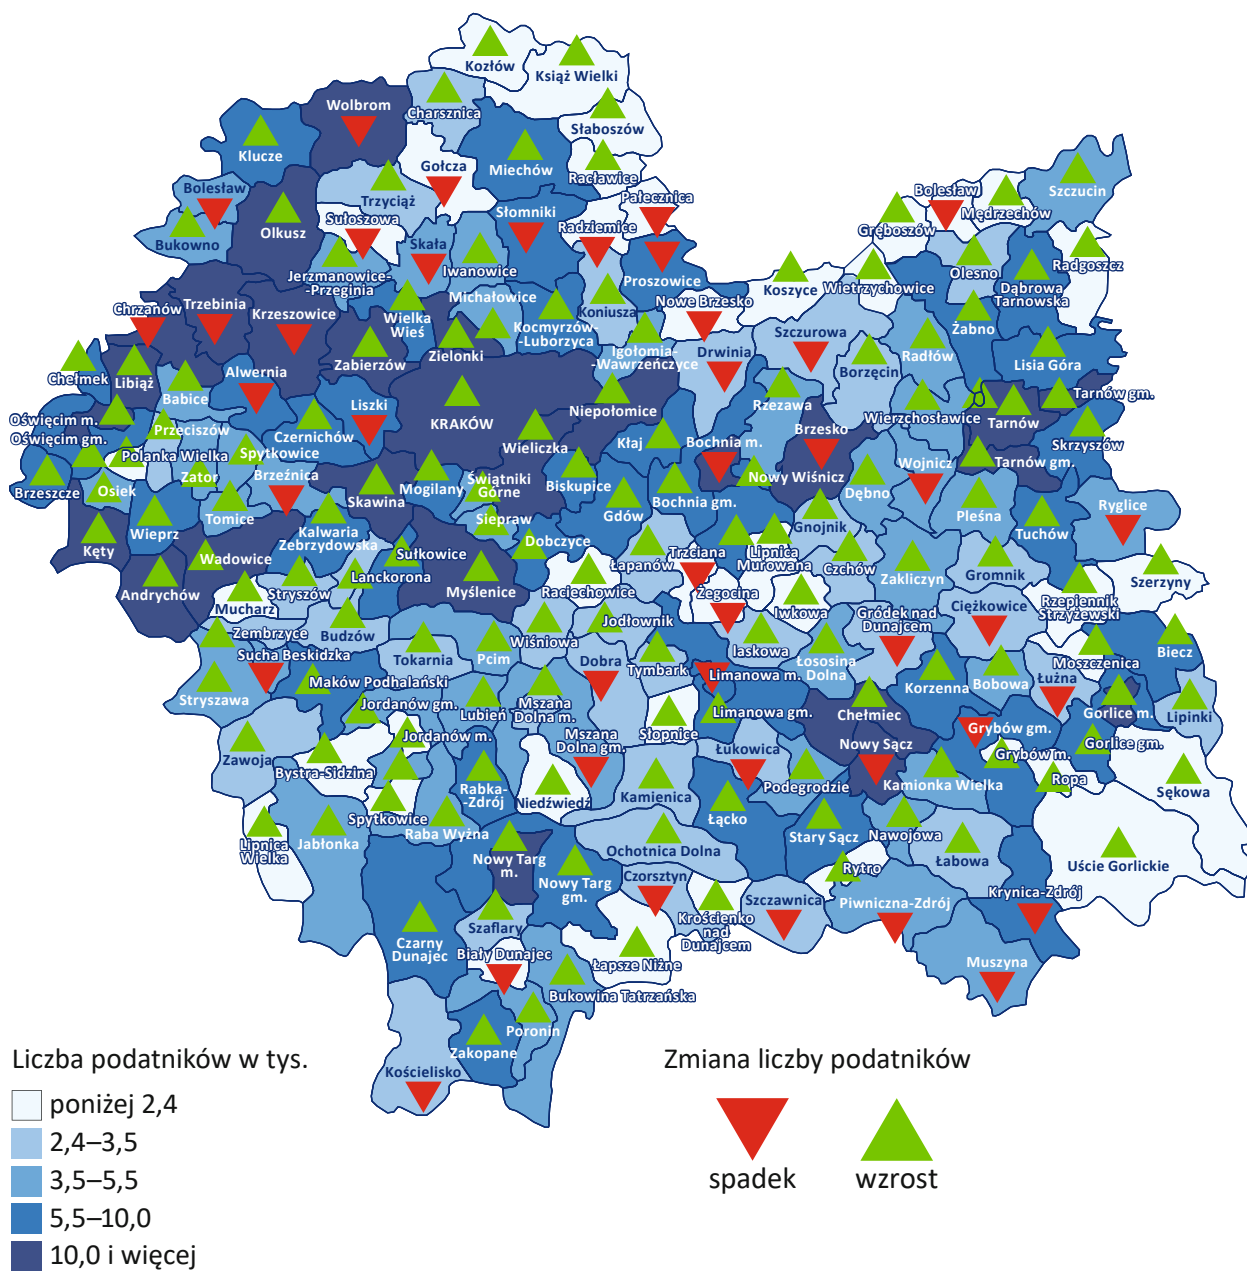 Kozłów
Książ Wielki
Wolbrom
Charsznica
Słaboszów
Klucze
Gołcza
Miechów
Racławice
Bolesław
Trzyciąż
Pałecznica
Bolesław
Szczucin
Mędrzechów
Sułoszowa
Słomniki
Radziemice
Gręboszów
Olkusz
Bukowno
Skała
Iwanowice
Proszowice
Koszyce
Wietrzychowice
Olesno
Radgoszcz
Jerzmanowice-
-Przeginia
Dąbrowa
Tarnowska
Chrzanów
Trzebinia
Krzeszowice
Wielka
Wieś
Michałowice
Kocmyrzów-
-Luborzyca
Koniusza
Nowe Brzesko
Szczurowa
Żabno
Zabierzów
Zielonki
Igołomia-
-Wawrzeńczyce
Drwinia
Borzęcin
Radłów
Lisia Góra
Chełmek
Libiąż
Babice
Alwernia
Liszki
KRAKÓW
Niepołomice
Rzezawa
Wierzchosławice
Tarnów gm.
Tarnów
Oświęcim m.
Oświęcim gm.
Przeciszów
Czernichów
Wieliczka
Kłaj
Bochnia m.
Brzesko
Skrzyszów
Polanka Wielka
Spytkowice
Wojnicz
Tarnów gm.
Brzeszcze
Osiek
Zator
Brzeźnica
Skawina
Mogilany
Świątniki
Górne
Biskupice
Gdów
Bochnia gm.
Nowy Wiśnicz
Dębno
Wieprz
Tomice
Kalwaria
Zebrzydowska
Siepraw
Gnojnik
Pleśna
Tuchów
Ryglice
Kęty
Wadowice
Sułkowice
Dobczyce
Łapanów
Trzciana
Lipnica
Murowana
Czchów
Zakliczyn
Gromnik
Szerzyny
Andrychów
Mucharz
Stryszów
Lanckorona
Myślenice
Raciechowice
Żegocina
Iwkowa
Gródek nad
Dunajcem
Ciężkowice
Rzepiennik
Strzyżewski
Zembrzyce
Budzów
Wiśniowa
Jodłownik
Laskowa
Łososina
Dolna
Moszczenica
Biecz
Sucha Beskidzka
Tokarnia
Pcim
Dobra
Tymbark
Limanowa m.
Korzenna
Bobowa
Łużna
Stryszawa
Maków Podhalański
Jordanów gm.
Lubień
Mszana
Dolna m.
Limanowa gm.
Chełmiec
Gorlice m.
Lipinki
Jordanów m.
Mszana
Dolna gm.
Słopnice
Łukowica
Nowy Sącz
Grybów gm.
Gorlice gm.
Zawoja
Bystra-Sidzina
Grybów m.
Ropa
Sękowa
Rabka-
-Zdrój
Niedźwiedź
Kamienica
Podegrodzie
Kamionka Wielka
Spytkowice
Raba Wyżna
Łącko
Stary Sącz
Nawojowa
Lipnica
Wielka
Jabłonka
Nowy Targ
m.
Ochotnica Dolna
Łabowa
Uście Gorlickie
Nowy Targ
gm.
Czorsztyn
Rytro
Szczawnica
Piwniczna-Zdrój
Krynica-Zdrój
Czarny
Dunajec
Szaflary
Krościenko
nad
Dunajcem
Biały Dunajec
Łapsze Niżne
Muszyna
Bukowina Tatrzańska
Poronin
Zakopane
Kościelisko
Liczba podatników w tys.
poniżej 2,4
2,4–3,5
3,5–5,5
5,5–10,0
10,0 i więcej
Zmiana liczby podatników
spadek
wzrost